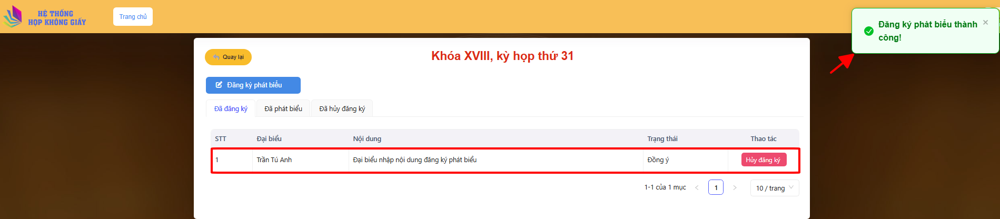 HỆ THỐNG
HỌP KHÔNG GIẤY
Trang chủ
Đăng ký phát biểu thành
công!
Quay lại
Khóa XVIII, kỳ họp thứ 31
Đăng ký phát biểu
Đã đăng ký
Đã phát biểu
Đã hủy đăng ký
STT Đại biểu Nội dung Trạng thái Thao tác
1 Trần Tú Anh Đại biểu nhập nội dung đăng ký phát biểu Đồng ý Hủy đăng ký
1-1 của 1 mục 1 10 / trang